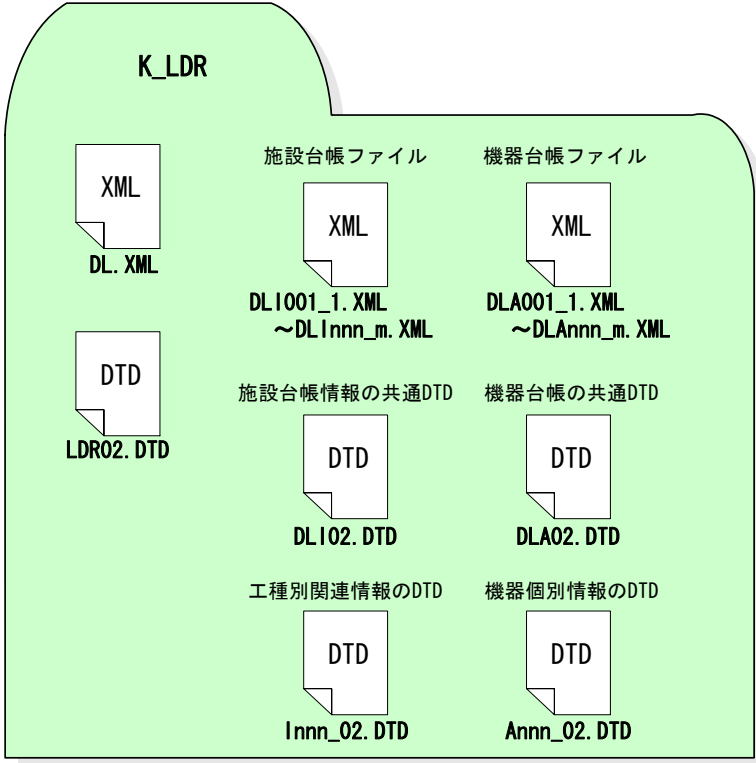 K_LDR
XML
DL.XML
DTD
LDR02.DTD
施設台帳ファイル
XML
DLI001_1.XML
～DLInnn_m.XML
機器台帳ファイル
XML
DLA001_1.XML
～DLAnnn_m.XML
施設台帳情報の共通DTD
DTD
DLI02.DTD
機器台帳の共通DTD
DTD
DLA02.DTD
工種別関連情報のDTD
DTD
Innn_02.DTD
機器個別情報のDTD
DTD
Annn_02.DTD